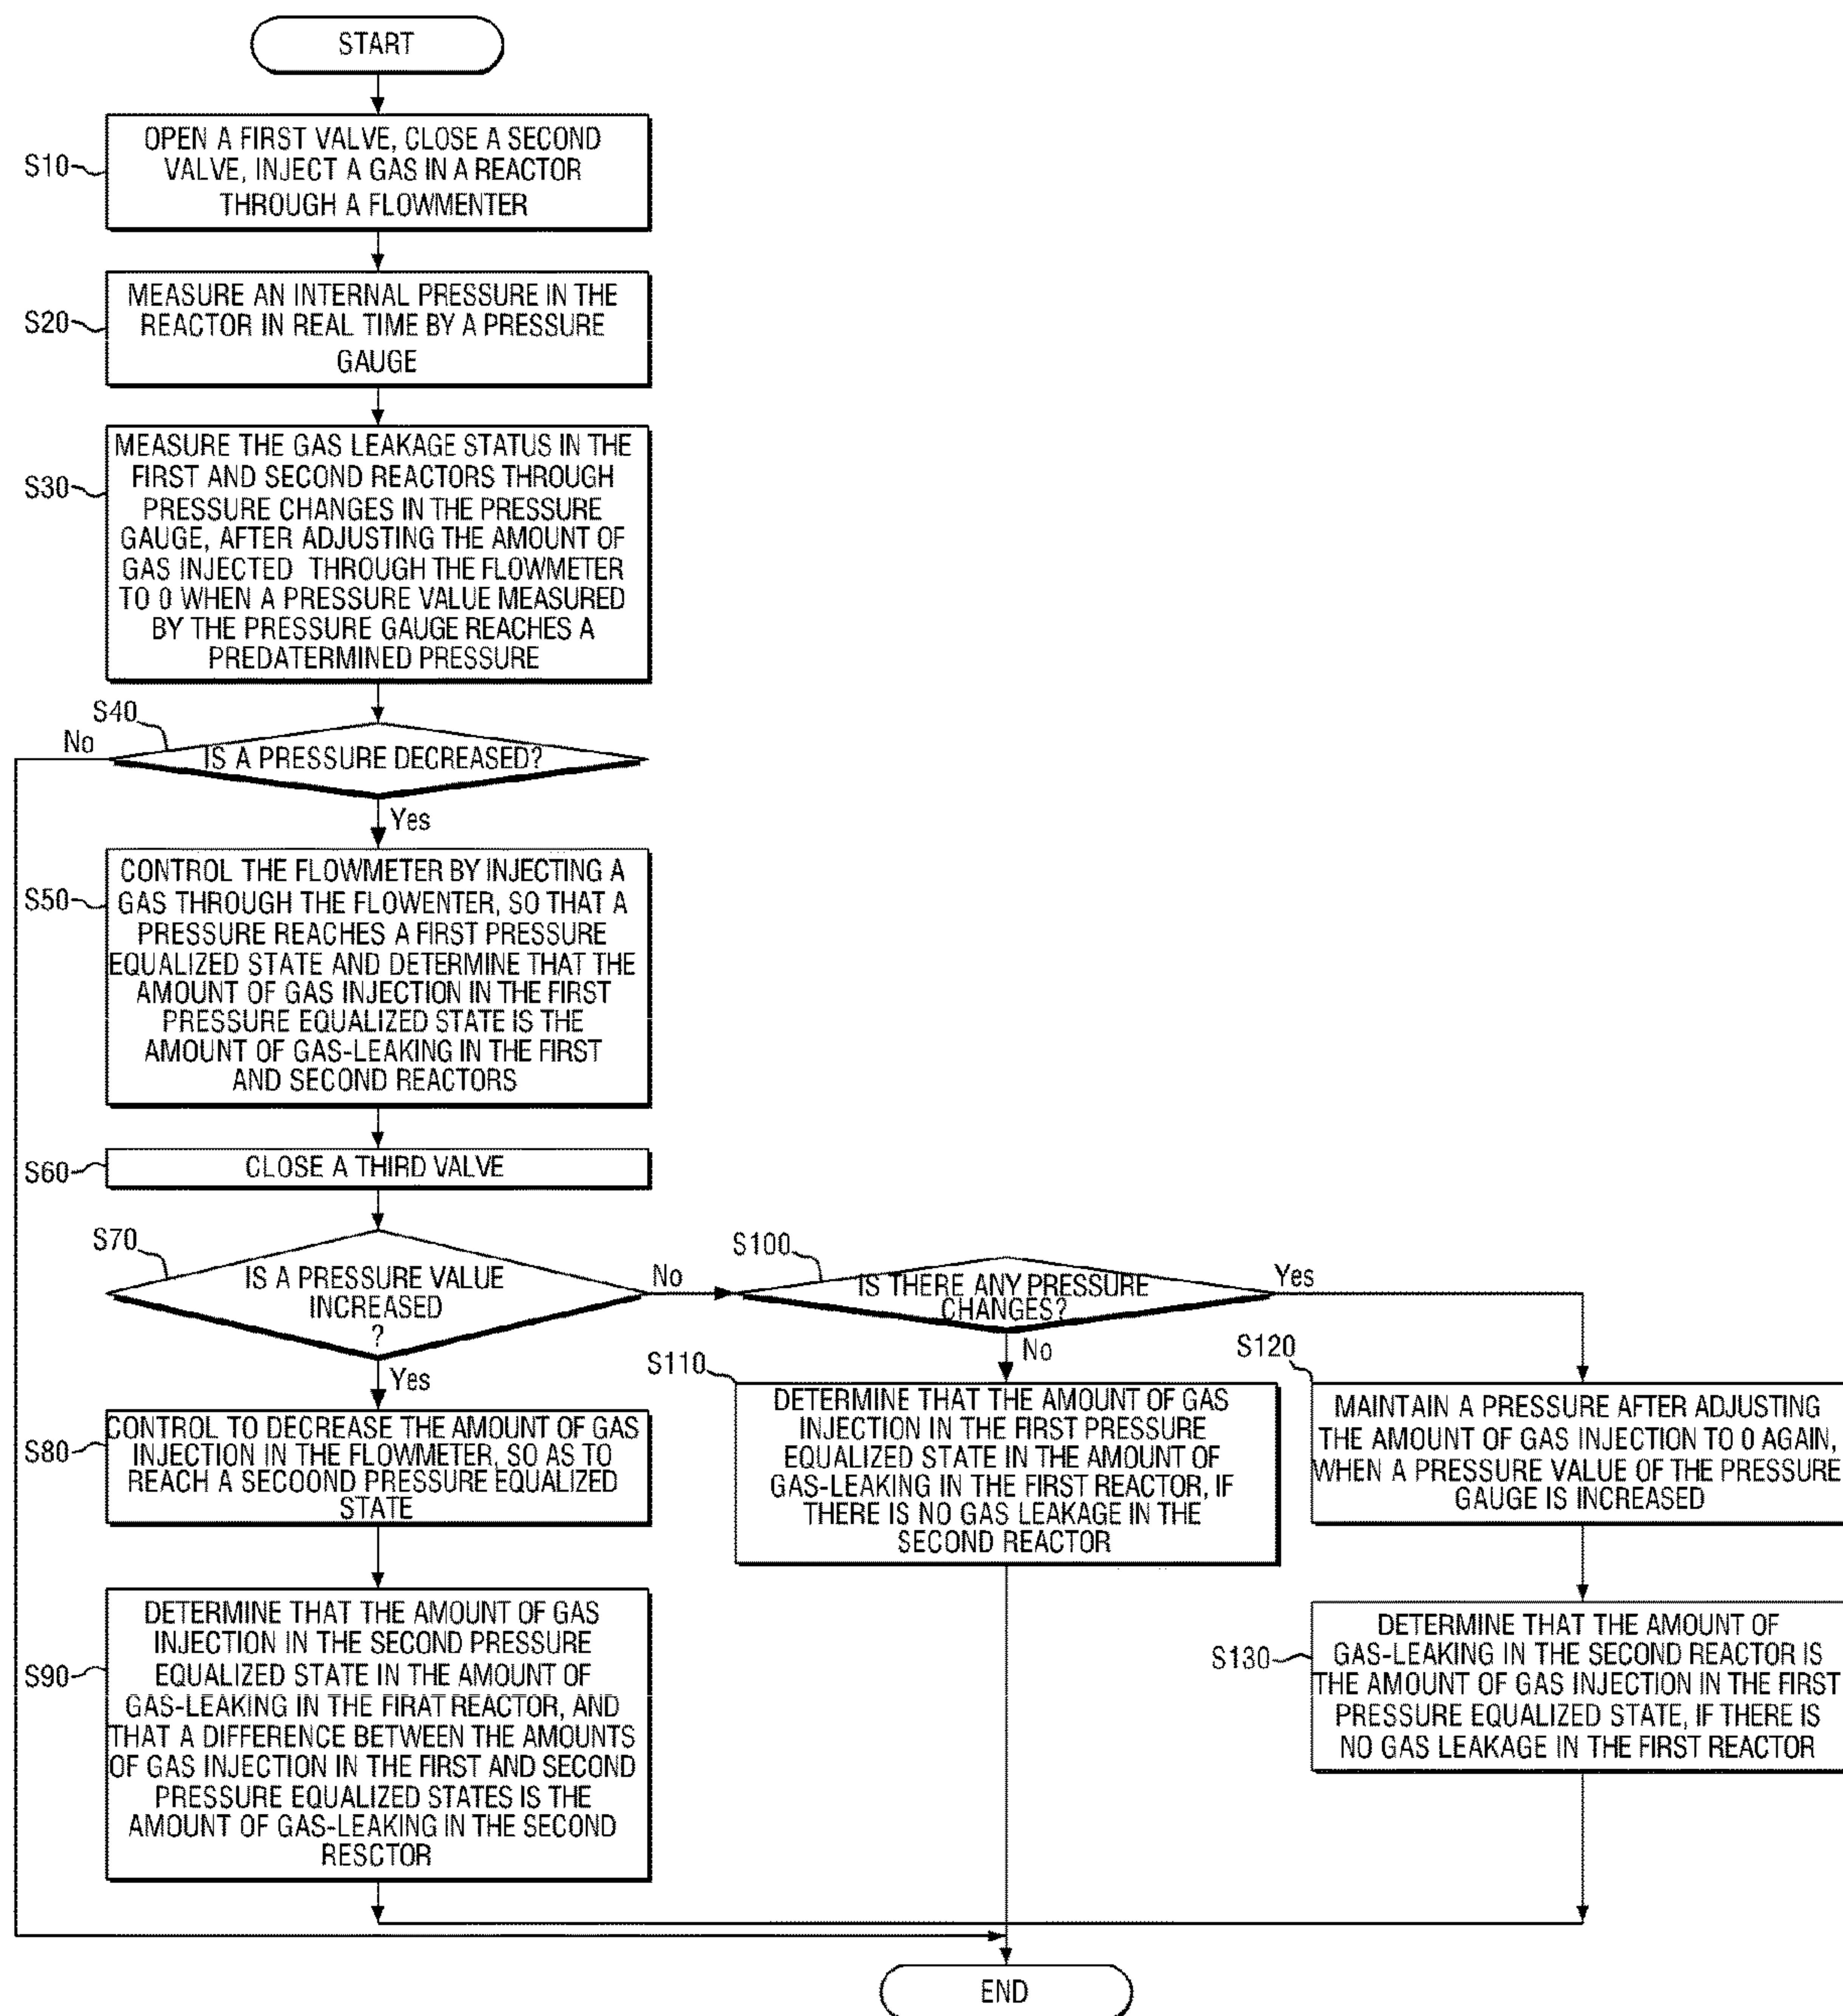 START
S10
OPEN A FIRST VALVE, CLOSE A SECOND
VALVE, INJECT A GAS IN A REACTOR
THROUGH A FLOWMENTER
S20
MEASURE AN INTERNAL PRESSURE IN THE
REACTOR IN REAL TIME BY A PRESSURE
GAUGE
S30
MEASURE THE GAS LEAKAGE STATUS IN THE
FIRST AND SECOND REACTORS THROUGH
PRESSURE CHANGES IN THE PRESSURE
GAUGE, AFTER ADJUSTING THE AMOUNT OF
GAS INJECTED THROUGH THE FLOWMETER
TO 0 WHEN A PRESSURE VALUE MEASURED
BY THE PRESSURE GAUGE REACHES A
PREDATERMINED PRESSURE
S40
No
IS A PRESSURE DECREASED?
Yes
S50
CONTROL THE FLOWMETER BY INJECTING A
GAS THROUGH THE FLOWENTER, SO THAT A
PRESSURE REACHES A FIRST PRESSURE
EQUALIZED STATE AND DETERMINE THAT THE
AMOUNT OF GAS INJECTION IN THE FIRST
PRESSURE EQUALIZED STATE IS THE
AMOUNT OF GAS-LEAKING IN THE FIRST
AND SECOND REACTORS
S60
CLOSE A THIRD VALVE
S70
IS A PRESSURE VALUE
INCREASED
?
No
Yes
S80
CONTROL TO DECREASE THE AMOUNT OF GAS
INJECTION IN THE FLOWMETER, SO AS TO
REACH A SECOOND PRESSURE EQUALIZED
STATE
S90
DETERMINE THAT THE AMOUNT OF GAS
INJECTION IN THE SECOND PRESSURE
EQUALIZED STATE IN THE AMOUNT OF
GAS-LEAKING IN THE FIRAT REACTOR, AND
THAT A DIFFERENCE BETWEEN THE AMOUNTS
OF GAS INJECTION IN THE FIRST AND SECOND
PRESSURE EQUALIZED STATES IS THE
AMOUNT OF GAS-LEAKING IN THE SECOND
RESCTOR
S100
IS THERE ANY PRESSURE
CHANGES?
Yes
No
S110
DETERMINE THAT THE AMOUNT OF GAS
INJECTION IN THE FIRST PRESSURE
EQUALIZED STATE IN THE AMOUNT OF
GAS-LEAKING IN THE FIRST REACTOR, IF
THERE IS NO GAS LEAKAGE IN THE
SECOND REACTOR
S120
MAINTAIN A PRESSURE AFTER ADJUSTING
THE AMOUNT OF GAS INJECTION TO 0 AGAIN,
WHEN A PRESSURE VALUE OF THE PRESSURE
GAUGE IS INCREASED
S130
DETERMINE THAT THE AMOUNT OF
GAS-LEAKING IN THE SECOND REACTOR IS
THE AMOUNT OF GAS INJECTION IN THE FIRST
PRESSURE EQUALIZED STATE, IF THERE IS
NO GAS LEAKAGE IN THE FIRST REACTOR
END